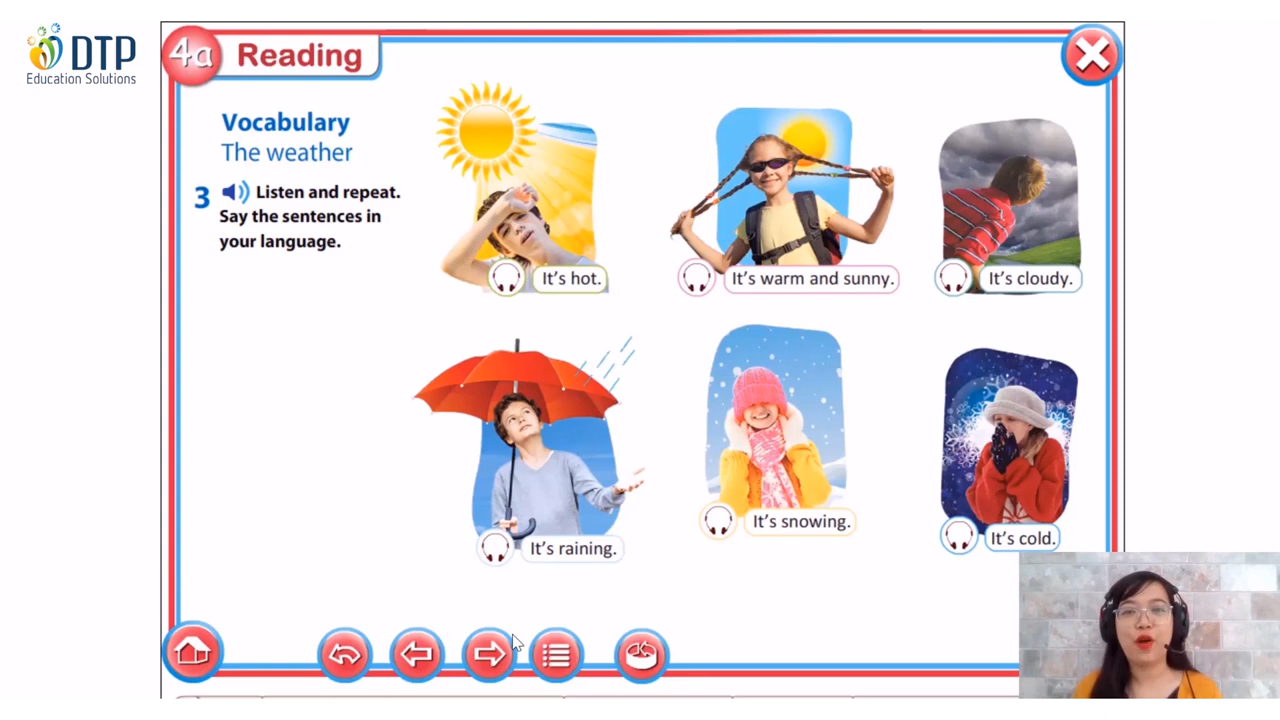 DTP
Education Solutions
4a Reading
Vocabulary
The weather
3 Listen and repeat.
Say the sentences in
your language.
It's hot.
It's warm and sunny.
It's cloudy.
It's raining.
It's snowing.
It's cold.